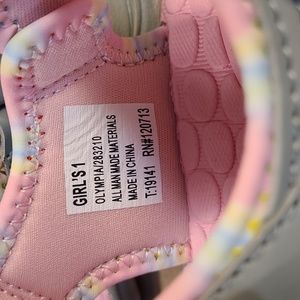 GIRL'S 1
OLYMPIA/283210
ALL MAN MADE MATERIALS
MADE IN CHINA
T:19141 RN#120713